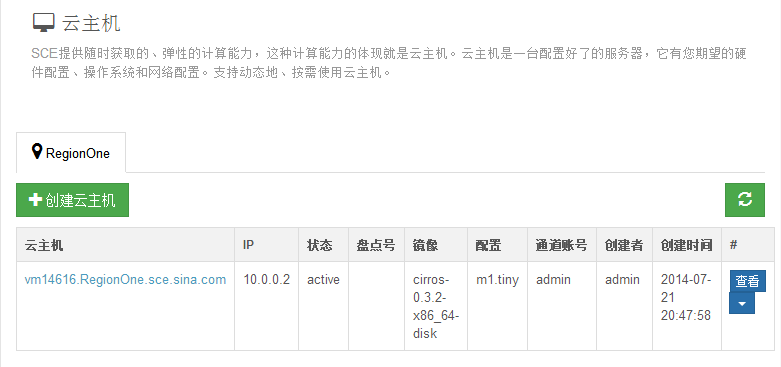 云主机
SCE提供随时获取的、弹性的计算能力，这种计算能力的体现就是云主机。云主机是一台配置好了的服务器，它有您期望的硬
件配置、操作系统和网络配置。支持动态地、按需使用云主机。
RegionOne
创建云主机
云主机 IP 状态 盘点号 镜像 配置 通道账号 创建者 创建时间 #
vm14616.RegionOne.sce.sina.com 10.0.0.2 active cirros- m1.tiny admin admin 2014-07- 查看
0.3.2- 21
x86_64- 20:47:58
disk